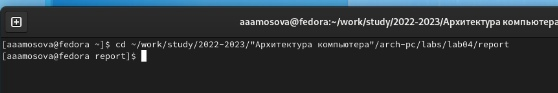 aaamosova@fedora:~/work/study/2022-2023/Архитектура компьютера
[aaamosova@fedora ~]$ cd ~/work/study/2022-2023/"Архитектура компьютера"/arch-pc/labs/lab04/report
[aaamosova@fedora report]$